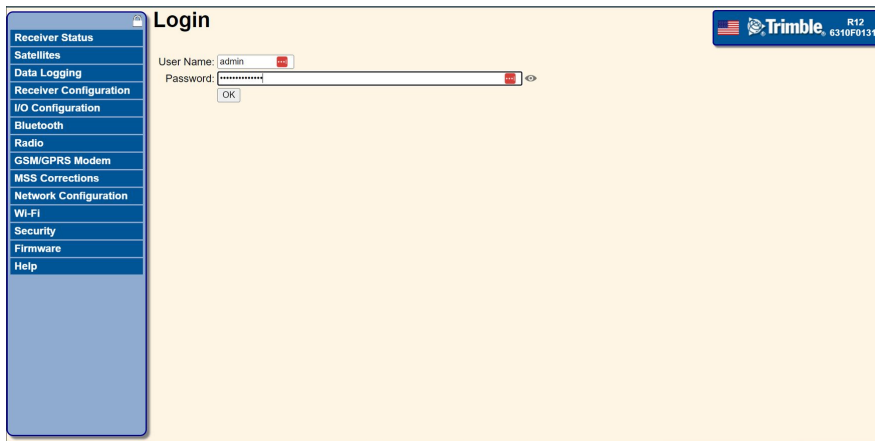 Login
Receiver Status
Satellites
Data Logging
Receiver Configuration
I/O Configuration
Bluetooth
Radio
GSM/GPRS Modem
MSS Corrections
Network Configuration
Wi-Fi
Security
Firmware
Help
User Name: admin
Password: ••••••••••••••
OK
Trimble®
R12
6310F0131